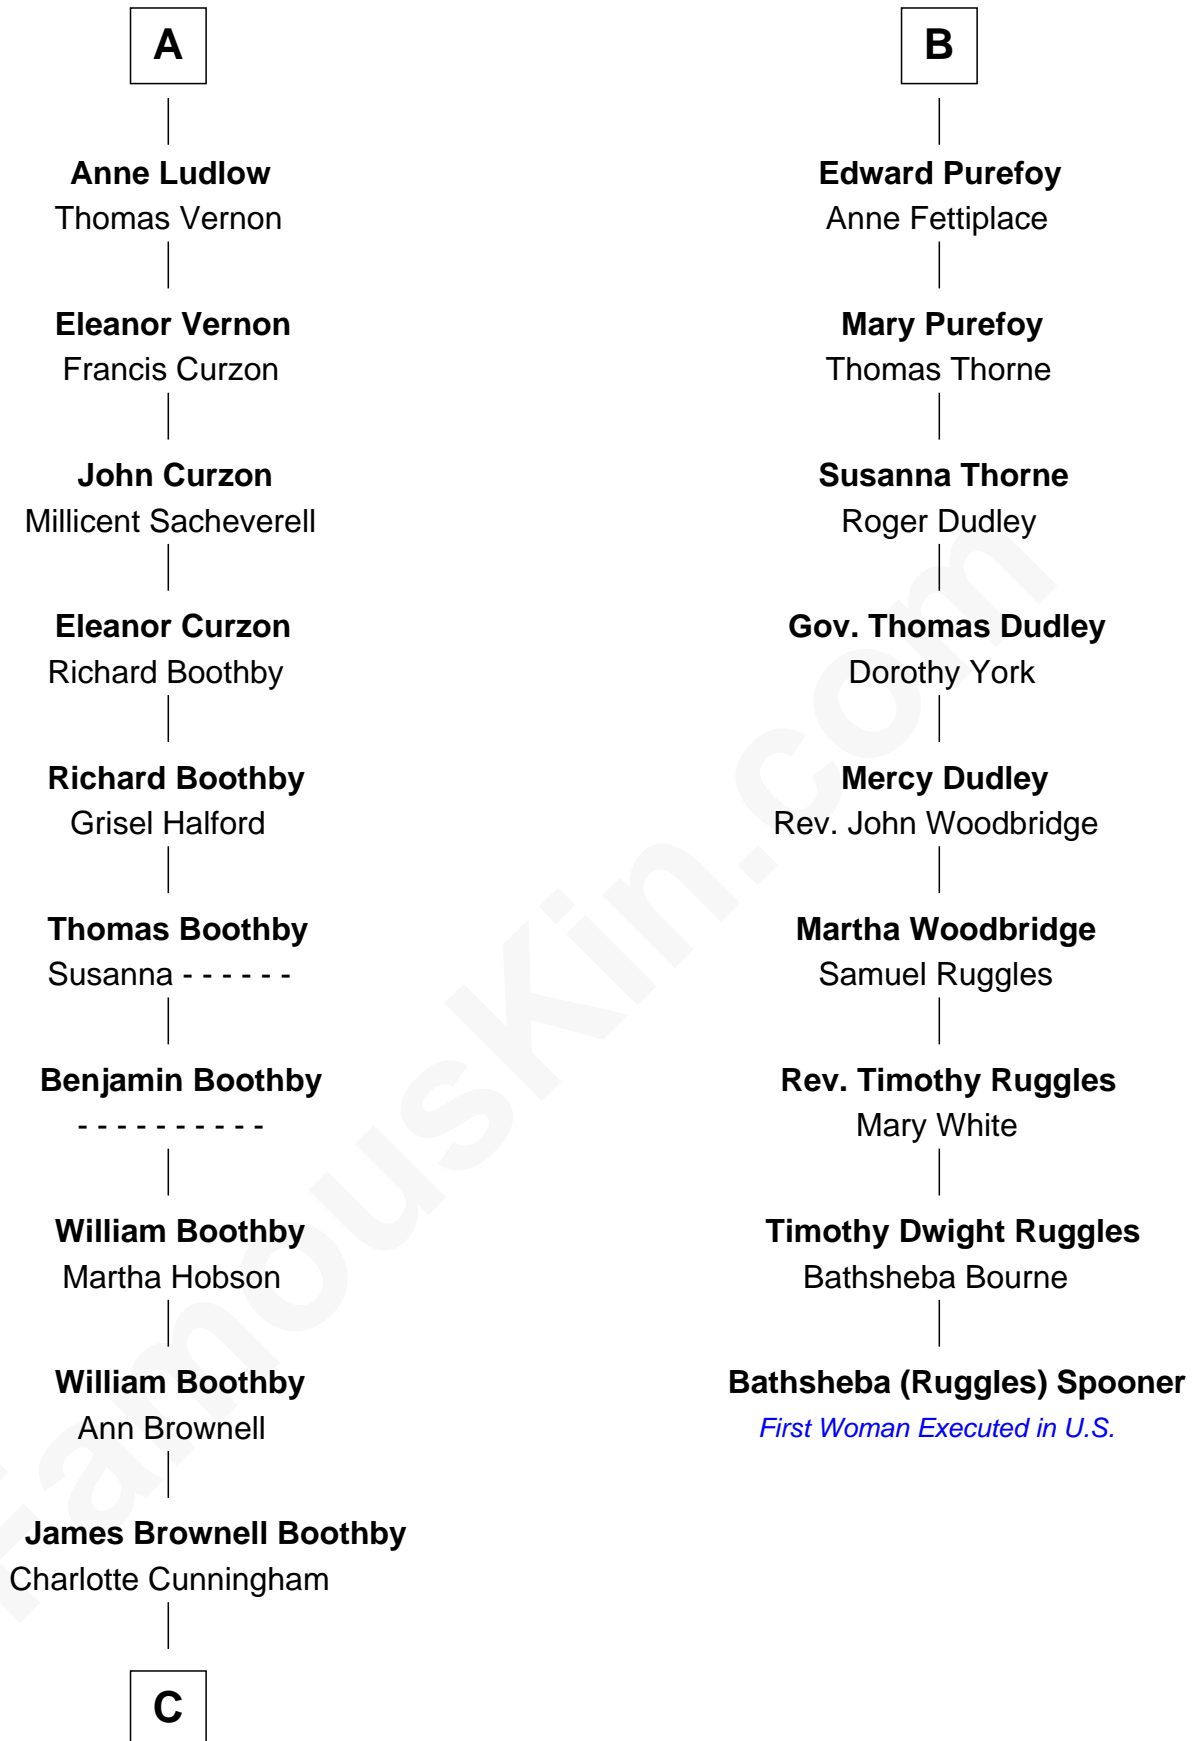 A
Anne Ludlow
Thomas Vernon
Eleanor Vernon
Francis Curzon
John Curzon
Millicent Sacheverell
Eleanor Curzon
Richard Boothby
Richard Boothby
Grisel Halford
Thomas Boothby
Susanna - - - - - -
Benjamin Boothby
- - - - - - - - - -
William Boothby
Martha Hobson
William Boothby
Ann Brownell
James Brownell Boothby
Charlotte Cunningham
C
B
Edward Purefoy
Anne Fettiplace
Mary Purefoy
Thomas Thorne
Susanna Thorne
Roger Dudley
Gov. Thomas Dudley
Dorothy York
Mercy Dudley
Rev. John Woodbridge
Martha Woodbridge
Samuel Ruggles
Rev. Timothy Ruggles
Mary White
Timothy Dwight Ruggles
Bathsheba Bourne
Bathsheba (Ruggles) Spooner
First Woman Executed in U.S.
FamousKin.com